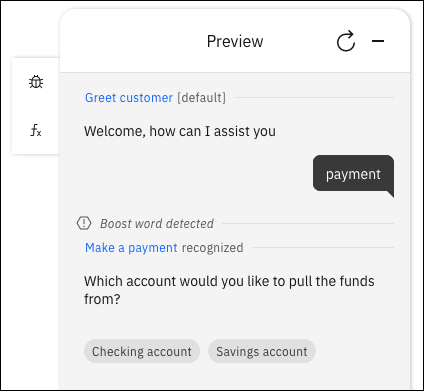 Preview
Greet customer [default]
Welcome, how can I assist you
payment
Boost word detected
Make a payment recognized
Which account would you like to pull the funds
from?
Checking account Savings account
fx